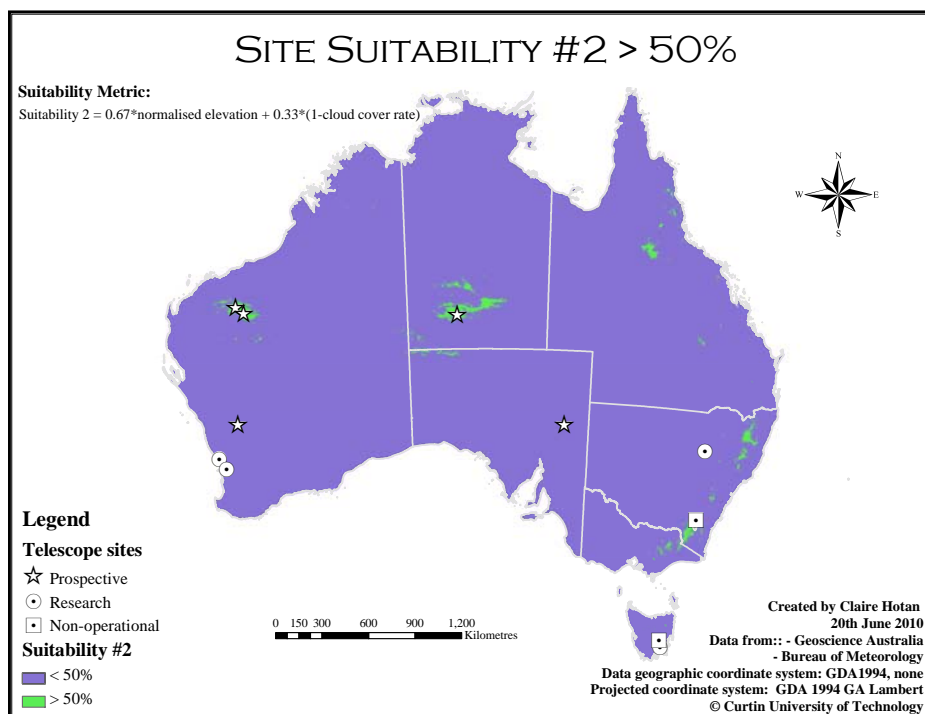 SITE SUITABILITY #2 > 50%
Suitability Metric:
Suitability 2 = 0.67*normalised elevation + 0.33*(1-cloud cover rate)
N
W
E
S
Legend
Telescope sites
Prospective
Research
Non-operational
Suitability #2
< 50%
> 50%
0 150 300 600 900 1,200
Kilometres
Created by Claire Hotan
20th June 2010
Data from:: - Geoscience Australia
- Bureau of Meteorology
Data geographic coordinate system: GDA1994, none
Projected coordinate system: GDA 1994 GA Lambert
© Curtin University of Technology